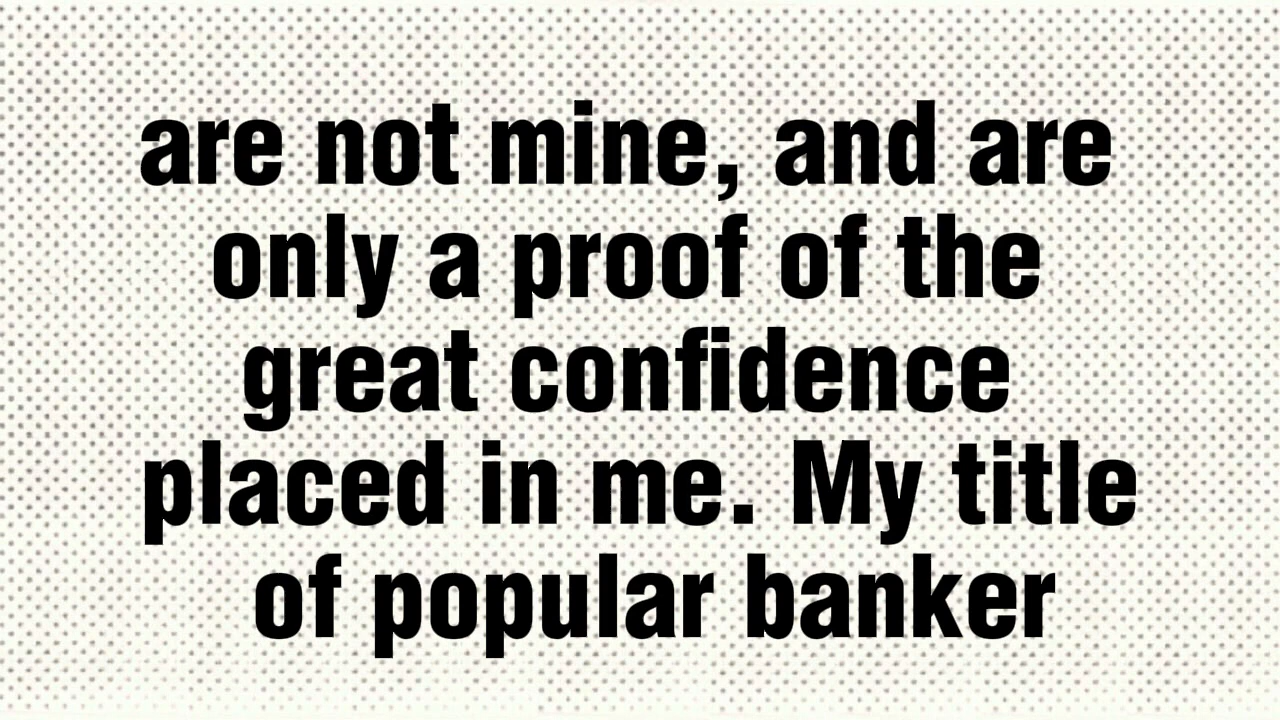 are not mine, and are
only a proof of the
great confidence
placed in me. My title
of popular banker